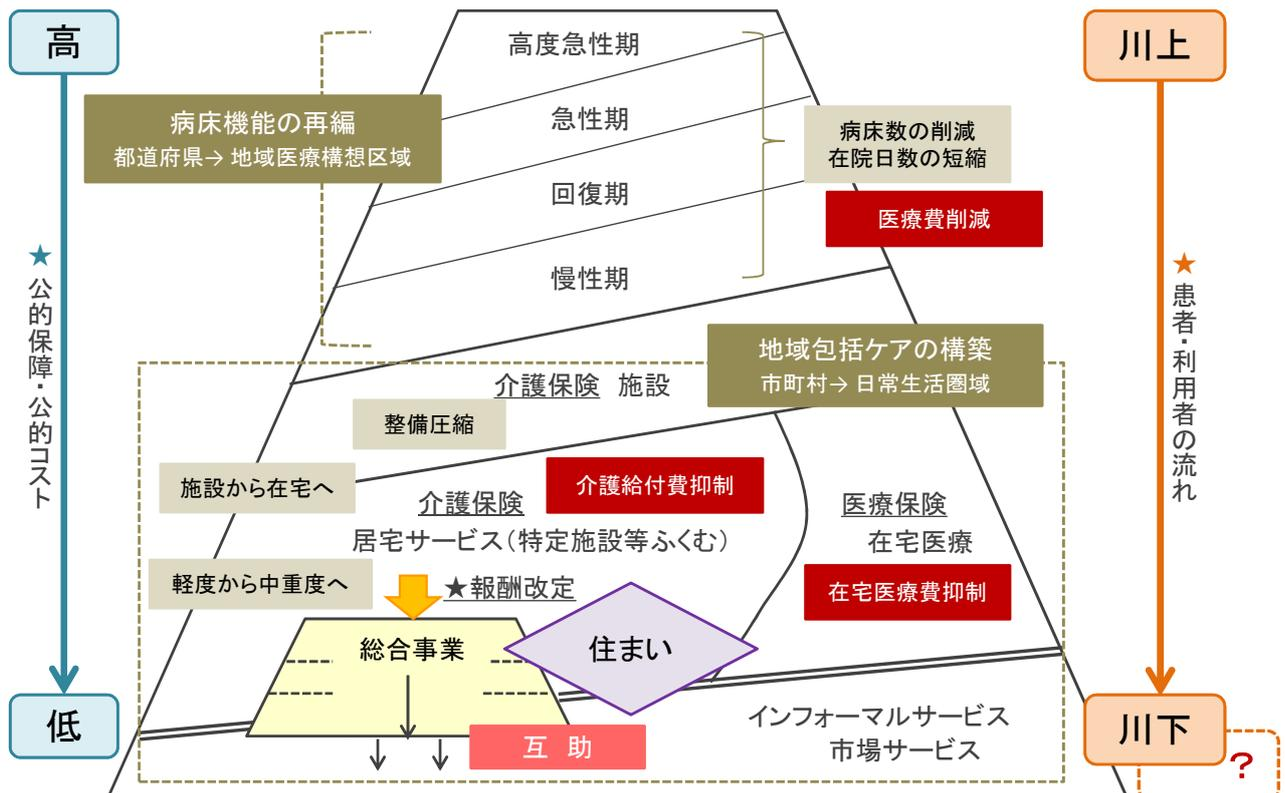 高
川上
高度急性期
病床機能の再編
都道府県→ 地域医療構想区域
急性期
病床数の削減
在院日数の短縮
回復期
医療費削減
慢性期
★公的保障・公的コスト
★患者・利用者の流れ
地域包括ケアの構築
市町村→ 日常生活圏域
介護保険 施設
整備圧縮
施設から在宅へ
介護保険
介護給付費抑制
医療保険
居宅サービス(特定施設等ふくむ)
在宅医療
軽度から中重度へ
★報酬改定
在宅医療費抑制
総合事業
住まい
低
インフォーマルサービス
市場サービス
互 助
川下
?